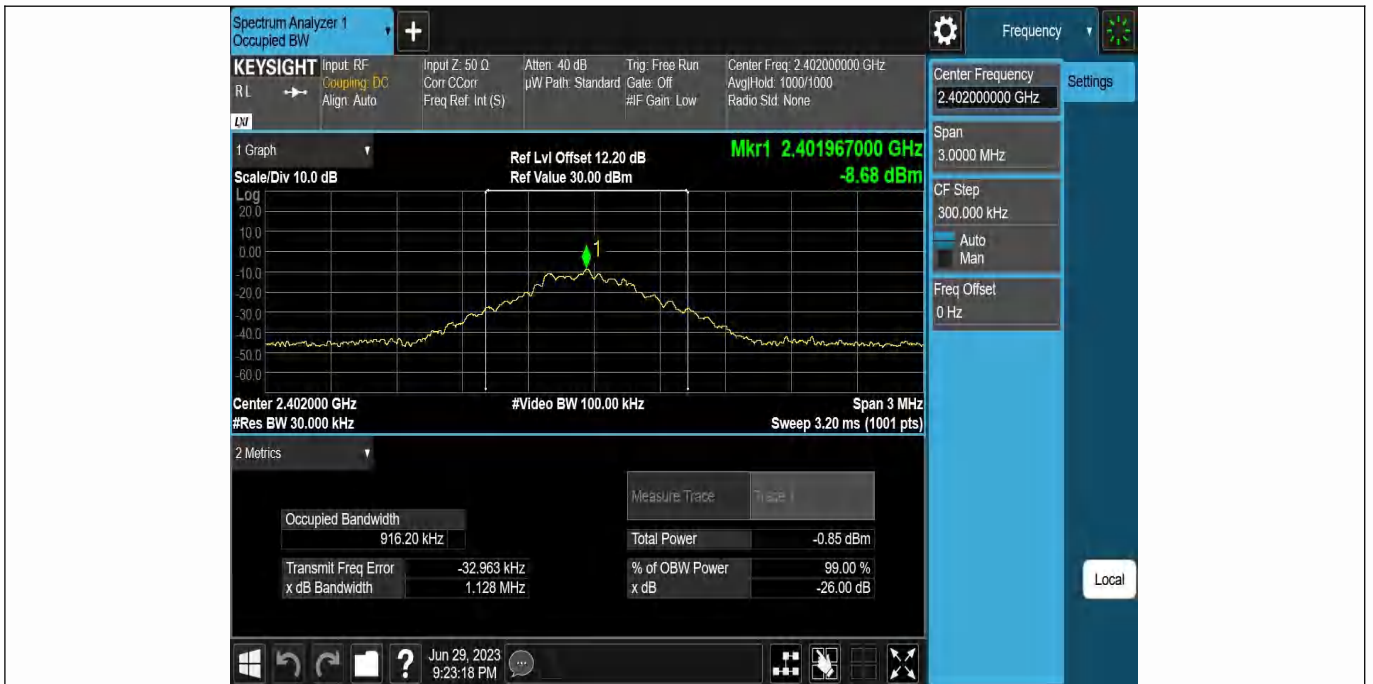 Spectrum Analyzer 1
Occupied BW
+
Frequency
KEYSIGHT
R L
LXI
Input: RF
Coupling: DC
Align: Auto
Input Z: 50 Ω
Corr CCorr
Freq Ref: Int (S)
Atten: 40 dB
µW Path: Standard
Trig: Free Run
Gate: Off
#IF Gain: Low
Center Freq: 2.402000000 GHz
Avg|Hold: 1000/1000
Radio Std: None
Center Frequency
2.402000000 GHz
Settings
Span
3.0000 MHz
CF Step
300.000 kHz
Auto
Man
Freq Offset
0 Hz
Local
1 Graph
Scale/Div 10.0 dB
Ref Lvl Offset 12.20 dB
Ref Value 30.00 dBm
Mkr1 2.401967000 GHz
-8.68 dBm
Log
20.0
10.0
0.00
-10.0
-20.0
-30.0
-40.0
-50.0
-60.0
1
Center 2.402000 GHz
#Res BW 30.000 kHz
#Video BW 100.00 kHz
Span 3 MHz
Sweep 3.20 ms (1001 pts)
2 Metrics
Measure Trace
Trace 1
Occupied Bandwidth
916.20 kHz
Total Power -0.85 dBm
Transmit Freq Error -32.963 kHz
% of OBW Power 99.00 %
x dB Bandwidth 1.128 MHz
x dB -26.00 dB
?
Jun 29, 2023
9:23:18 PM